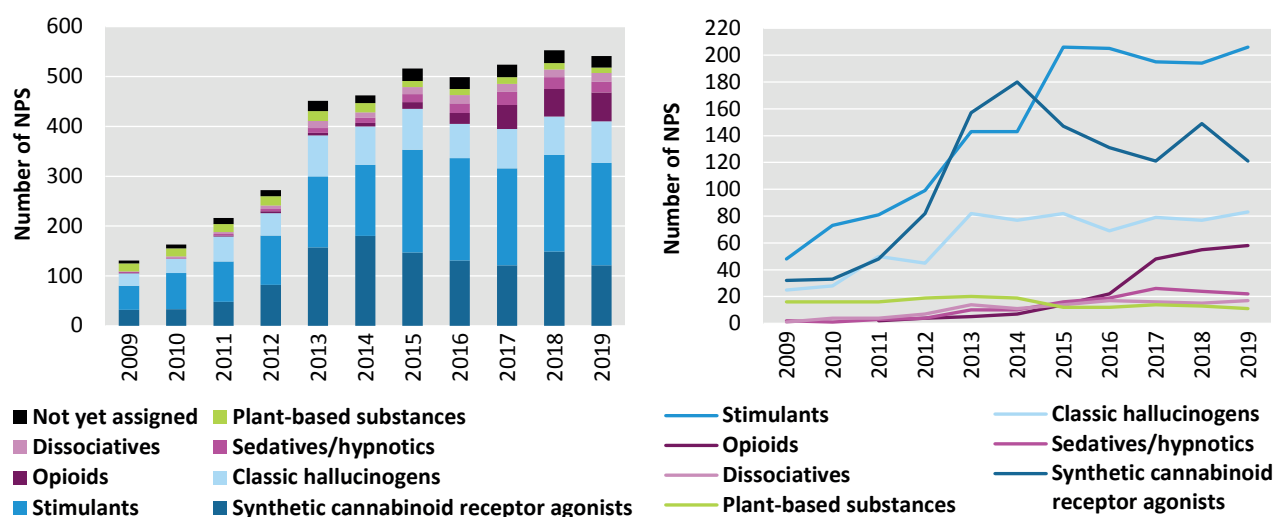 600
500
400
300
200
100
0
Number of NPS
2009
2010
2011
2012
2013
2014
2015
2016
2017
2018
2019
Not yet assigned
Plant-based substances
Dissociatives
Sedatives/hypnotics
Opioids
Classic hallucinogens
Stimulants
Synthetic cannabinoid receptor agonists
220
200
180
160
140
120
100
80
60
40
20
0
Number of NPS
2009
2010
2011
2012
2013
2014
2015
2016
2017
2018
2019
Stimulants
Classic hallucinogens
Opioids
Sedatives/hypnotics
Dissociatives
Synthetic cannabinoid
receptor agonists
Plant-based substances